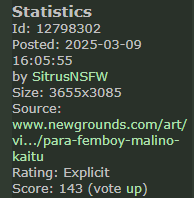 Statistics
Id: 12798302
Posted: 2025-03-09
16:05:55
by SitrusNSFW
Size: 3655x3085
Source:
www.newgrounds.com/art/
vi.../para-femboy-malino-
kaitu
Rating: Explicit
Score: 143 (vote up)